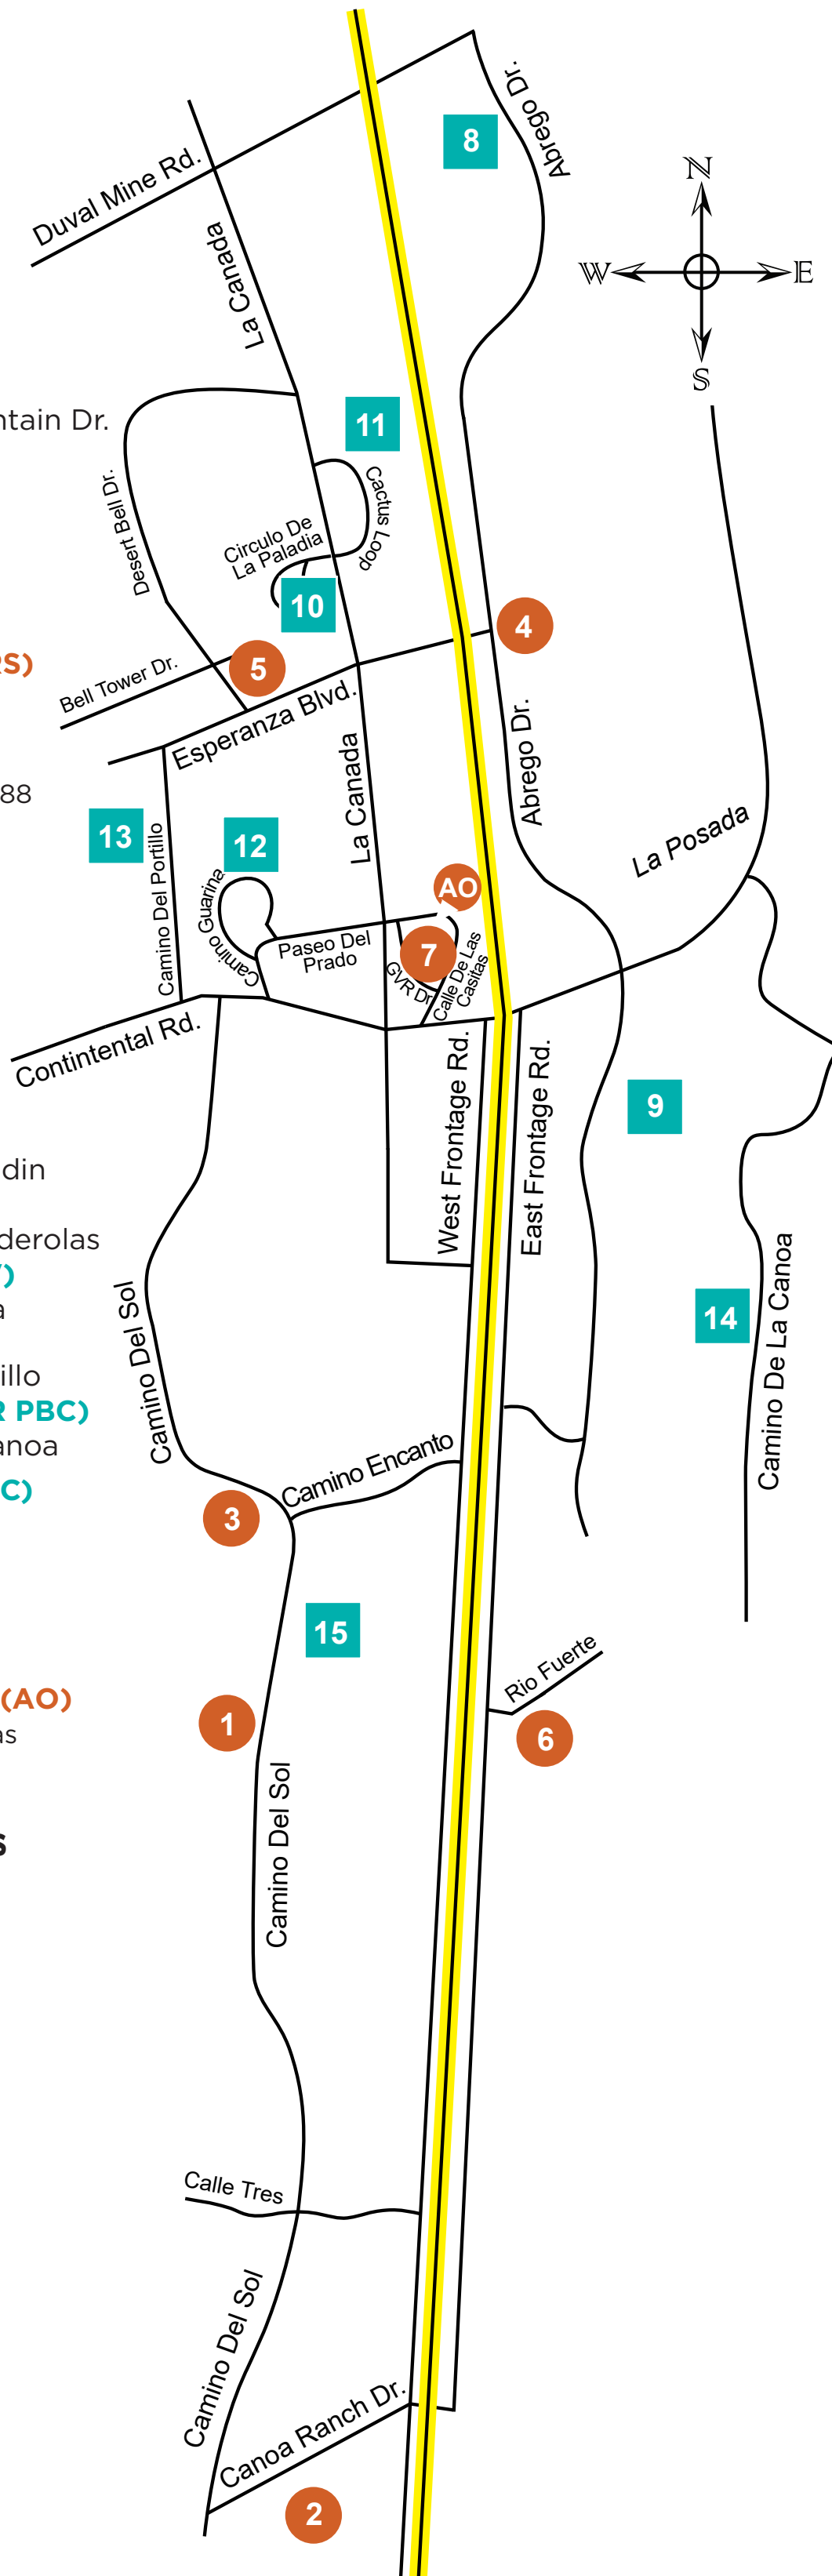 Abrego Dr.
8
N
Duval Mine Rd.
La Canada
W
E
S
ntain Dr.
11
Desert Bell Dr.
Cactus Loop
Circulo De
La Paladia
10
4
RS)
5
Bell Tower Dr.
Esperanza Blvd.
Abrego Dr.
La Canada
88
13
12
La Posada
Camino Del Portillo
Camino Guarina
AO
Paseo Del
Prado
7
GVR Dr
Calle De Las
Casitas
Contintental Rd.
West Frontage Rd.
East Frontage Rd.
9
din
derolas
)
a
14
Camino De La Canoa
Camino Del Sol
illo
R PBC)
anoa
C)
Camino Encanto
3
15
Rio Fuerte
(AO)
1
6
as
Camino Del Sol
s
Calle Tres
Camino Del Sol
Canoa Ranch Dr.
2